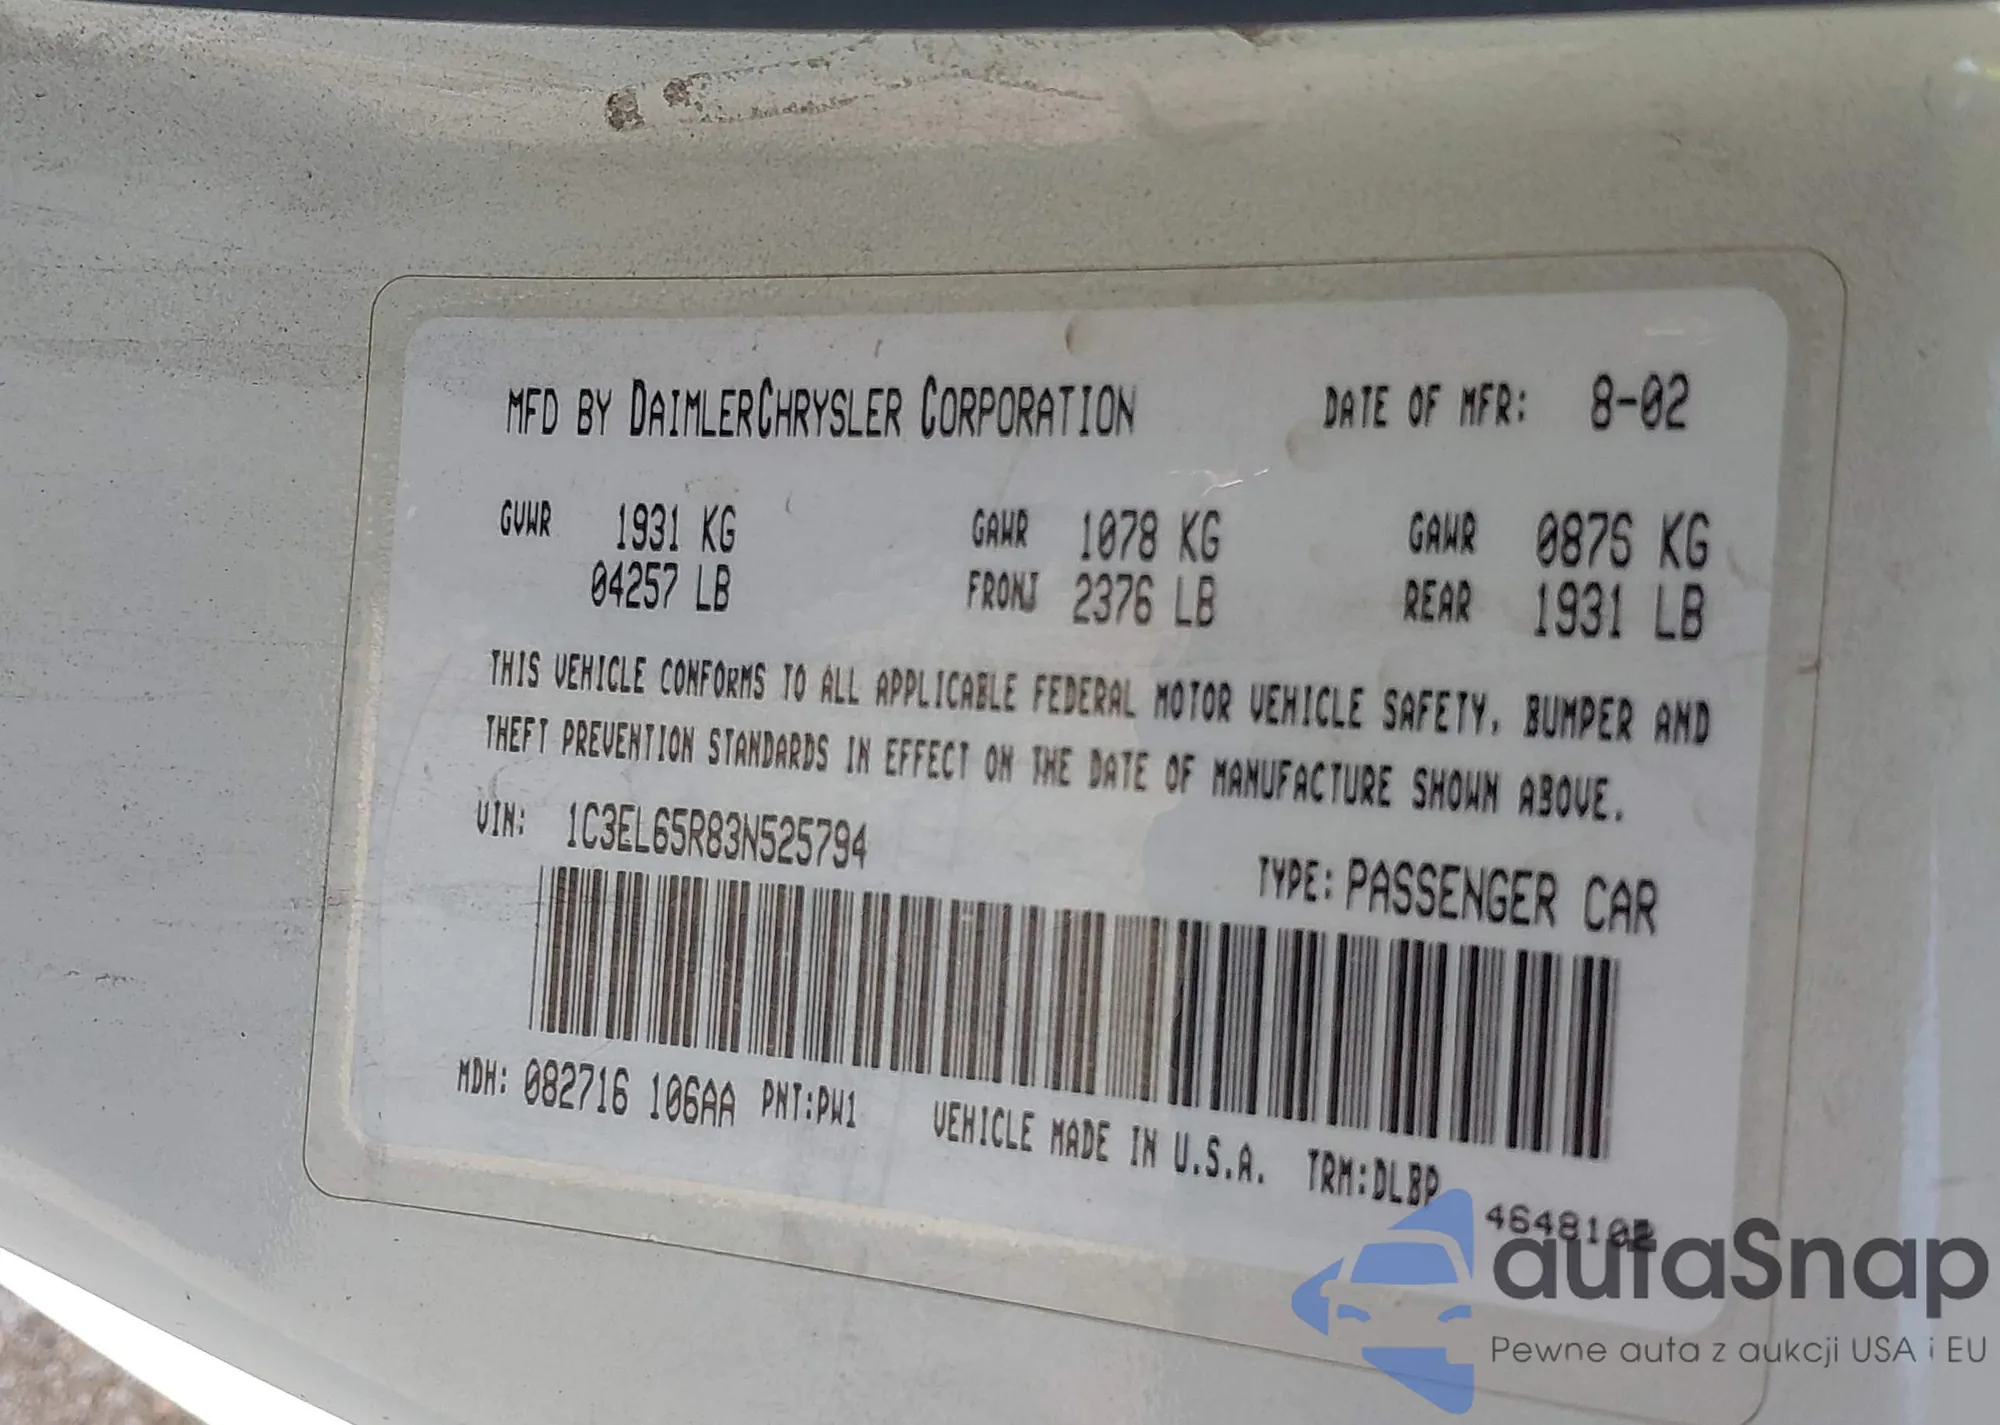 MFD BY DAIMLERCHRYSLER CORPORATION DATE OF MFR: 8-02
GVWR 1931 KG GAWR 1078 KG GAWR 0876 KG
04257 LB FRONT 2376 LB REAR 1931 LB
THIS VEHICLE CONFORMS TO ALL APPLICABLE FEDERAL MOTOR VEHICLE SAFETY, BUMPER AND
THEFT PREVENTION STANDARDS IN EFFECT ON THE DATE OF MANUFACTURE SHOWN ABOVE.
VIN: 1C3EL65R83N525794
TYPE: PASSENGER CAR
MDH: 082716 106AA PNT:PW1 VEHICLE MADE IN U.S.A. TRM:DLBP
autaSnap
Pewne auta z aukcji USA i EU